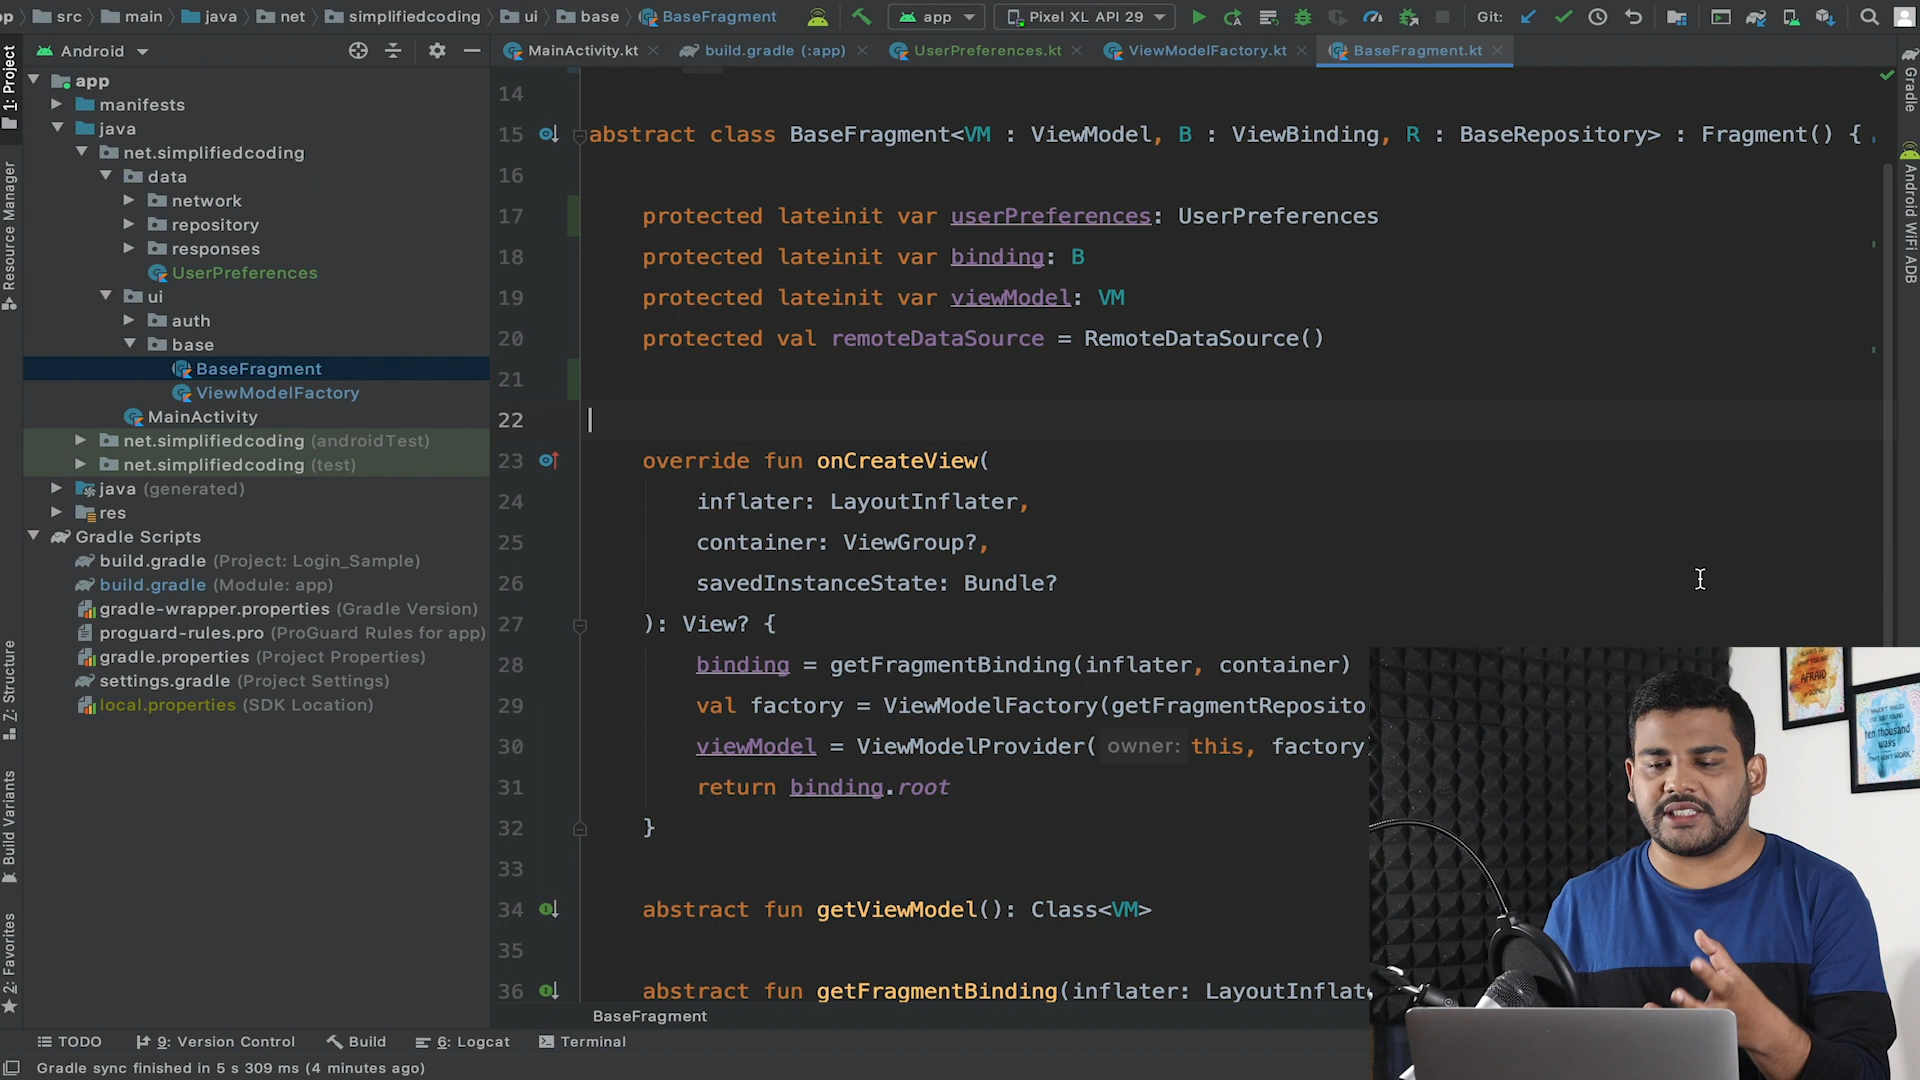 src main java net simplifiedcoding ui base BaseFragment app Pixel XL API 29 Git:
Android
MainActivity.kt build.gradle (:app) UserPreferences.kt ViewModelFactory.kt BaseFragment.kt
1: Project
Resource Manager
Z: Structure
Build Variants
2: Favorites
app
manifests
java
net.simplifiedcoding
data
network
repository
responses
UserPreferences
ui
auth
base
BaseFragment
ViewModelFactory
MainActivity
net.simplifiedcoding (androidTest)
net.simplifiedcoding (test)
java (generated)
res
Gradle Scripts
build.gradle (Project: Login_Sample)
build.gradle (Module: app)
gradle-wrapper.properties (Gradle Version)
proguard-rules.pro (ProGuard Rules for app)
gradle.properties (Project Properties)
settings.gradle (Project Settings)
local.properties (SDK Location)
14
15 abstract class BaseFragment<VM : ViewModel, B : ViewBinding, R : BaseRepository> : Fragment() {
16
17 protected lateinit var userPreferences: UserPreferences
18 protected lateinit var binding: B
19 protected lateinit var viewModel: VM
20 protected val remoteDataSource = RemoteDataSource()
21
22
23 override fun onCreateView(
24 inflater: LayoutInflater,
25 container: ViewGroup?,
26 savedInstanceState: Bundle?
27 ): View? {
28 binding = getFragmentBinding(inflater, container)
29 val factory = ViewModelFactory(getFragmentReposito
30 viewModel = ViewModelProvider( owner: this, factory
31 return binding.root
32 }
33
34 abstract fun getViewModel(): Class<VM>
35
36 abstract fun getFragmentBinding(inflater: LayoutInflat
BaseFragment
Gradle
Android WiFi ADB
AFRAID
ten thousand
ways
TODO 9: Version Control Build 6: Logcat Terminal
Gradle sync finished in 5 s 309 ms (4 minutes ago)